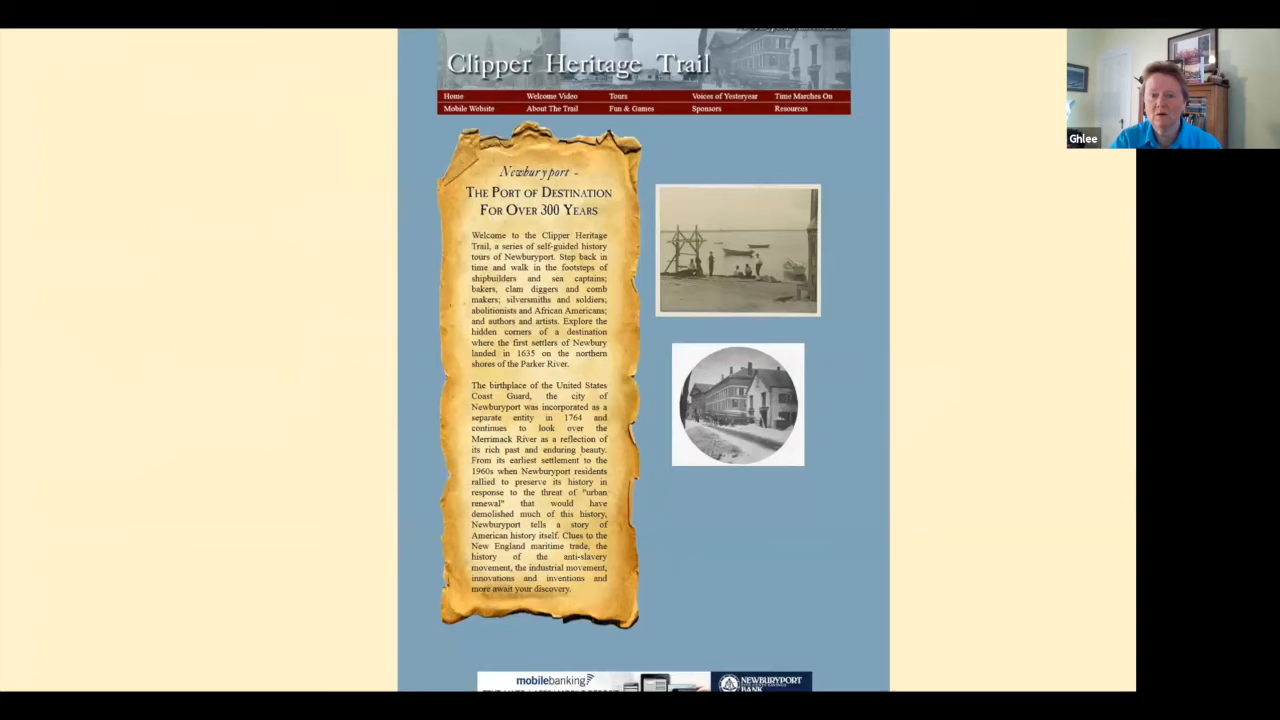 Clipper Heritage Trail
Home Welcome Video Tours Voices of Yesteryear Time Marches On
Mobile Website About The Trail Fun & Games Sponsors Resources
Ghlee
Newburyport -
THE PORT OF DESTINATION
FOR OVER 300 YEARS
Welcome to the Clipper Heritage
Trail, a series of self-guided history
tours of Newburyport. Step back in
time and walk in the footsteps of
shipbuilders and sea captains;
bakers, clam diggers and comb
makers; silversmiths and soldiers;
abolitionists and African Americans;
and authors and artists. Explore the
hidden corners of a destination
where the first settlers of Newbury
landed in 1635 on the northern
shores of the Parker River.
The birthplace of the United States
Coast Guard, the city of
Newburyport was incorporated as a
separate entity in 1764 and
continues to look over the
Merrimack River as a reflection of
its rich past and enduring beauty.
From its earliest settlement to the
1960s when Newburyport residents
rallied to preserve its history in
response to the threat of "urban
renewal" that would have
demolished much of this history,
Newburyport tells a story of
American history itself. Clues to the
New England maritime trade, the
history of the anti-slavery
movement, the industrial movement,
innovations and inventions and
more await your discovery.
mobilebanking
NEWBURYPORT
BANK